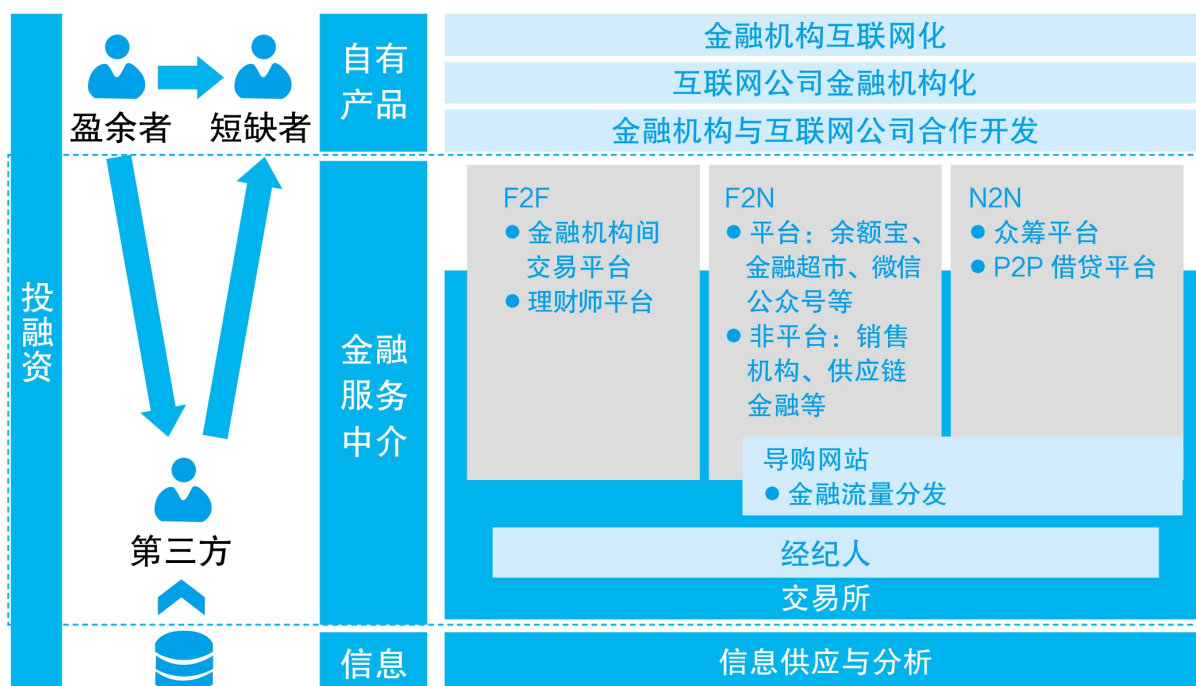 投融资
盈余者
短缺者
第三方
自有
产品
金融机构互联网化
互联网公司金融机构化
金融机构与互联网公司合作开发
金融
服务
中介
F2F
● 金融机构间
交易平台
● 理财师平台
F2N
● 平台：余额宝、
金融超市、微信
公众号等
● 非平台：销售
机构、供应链
金融等
N2N
● 众筹平台
● P2P 借贷平台
导购网站
● 金融流量分发
经纪人
交易所
信息
信息供应与分析